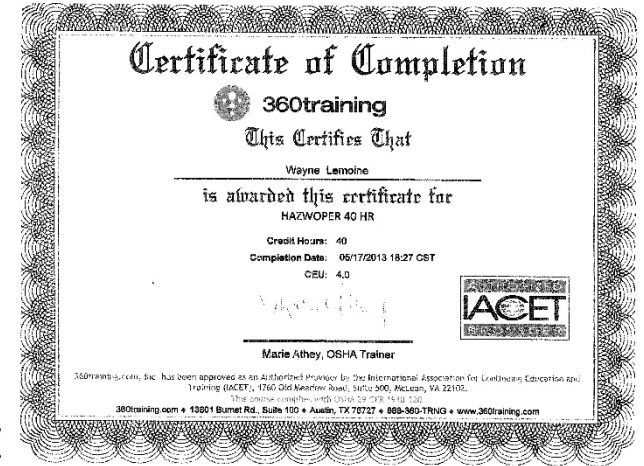 Certificate of Completion
360training
This Certifies That
Wayne Lemoine
is awarded this certificate for
HAZWOPER 40 HR
Credit Hours: 40
Completion Date: 05/17/2013 18:27 CST
CEU: 4.0
IACET
Marie Athey, OSHA Trainer
360training.com, Inc. has been approved as an Authorized Provider by the International Association for Continuing Education and
Training (IACET), 1760 Old Meadow Road, Suite 500, McLean, VA 22102.
This course complies with OSHA 29 CFR 1910.120
360training.com ♦ 13801 Burnet Rd., Suite 100 ♦ Austin, TX 78727 ♦ 888-360-TRNG ♦ www.360training.com